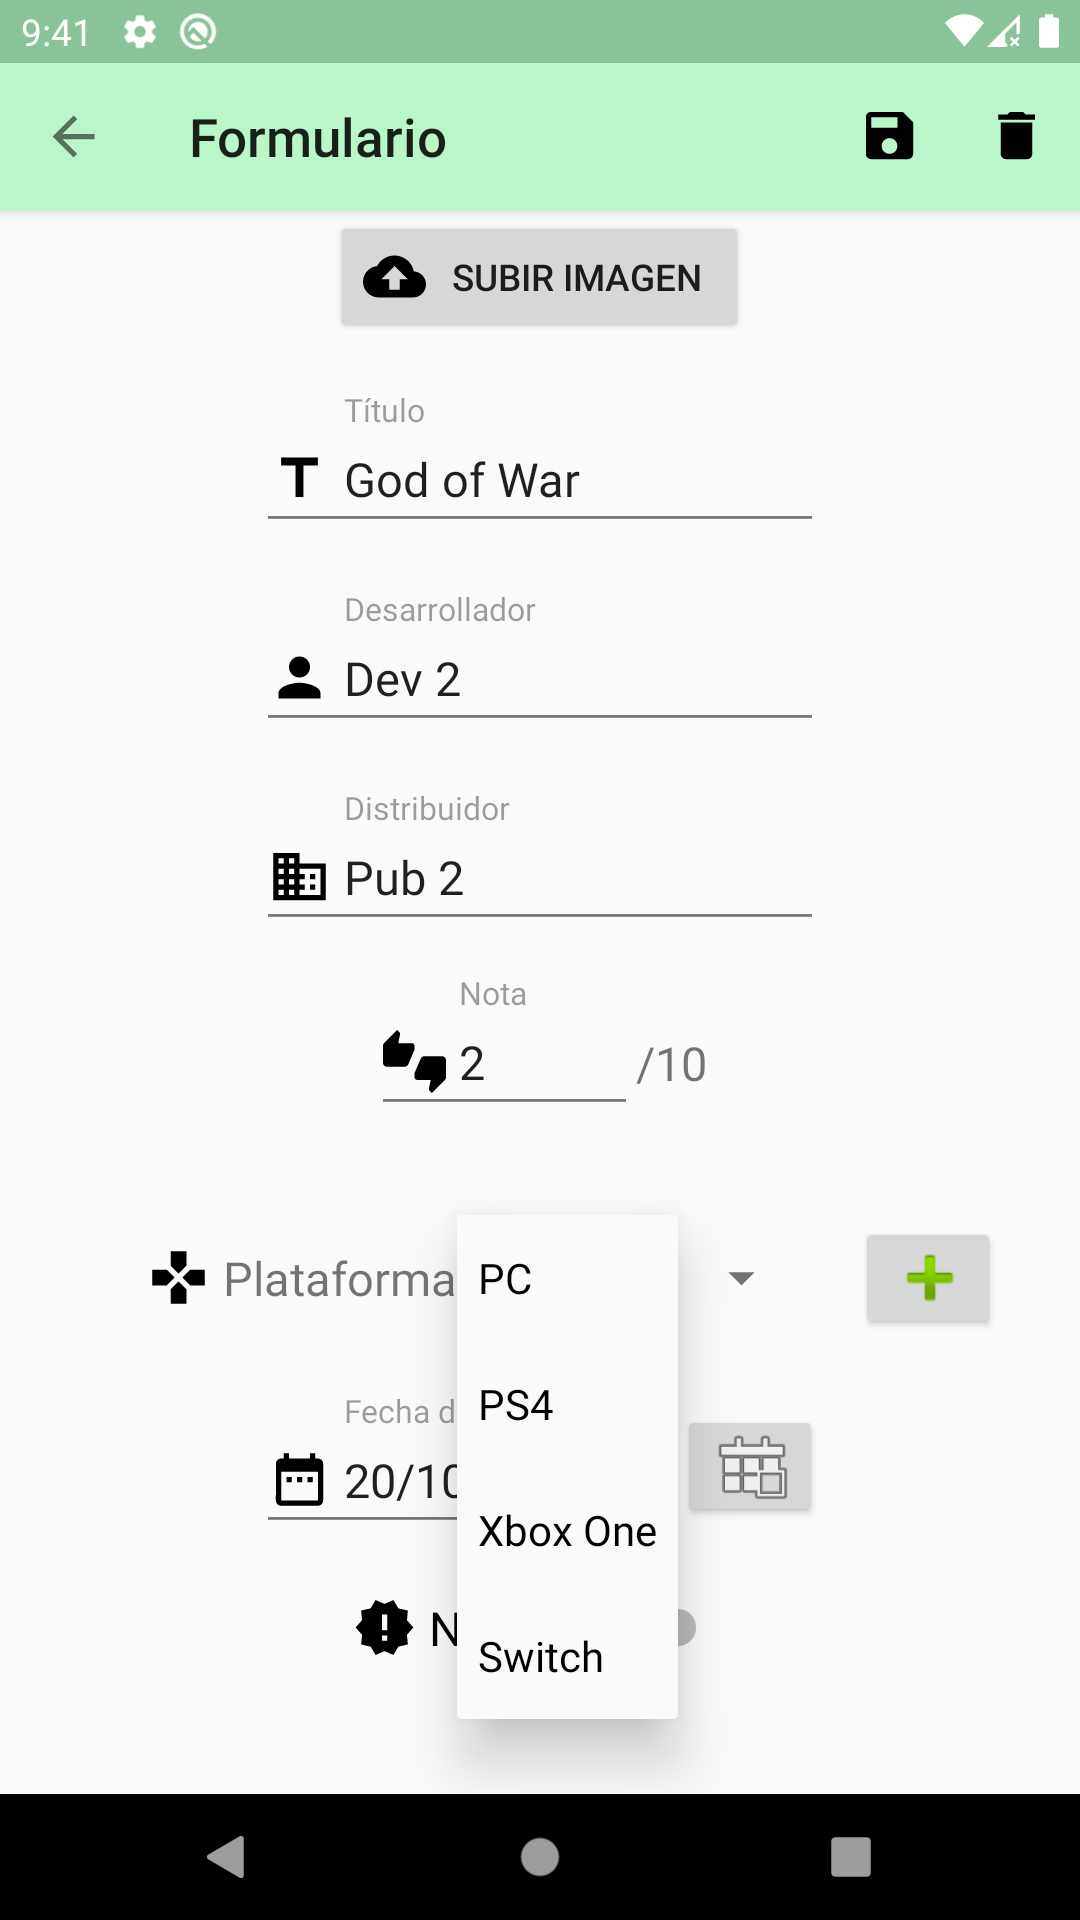 9:41
Formulario
SUBIR IMAGEN
Título
God of War
Desarrollador
Dev 2
Distribuidor
Pub 2
Nota
2 /10
Plataforma
PC
PS4
Xbox One
Switch
Fecha d
20/10
N